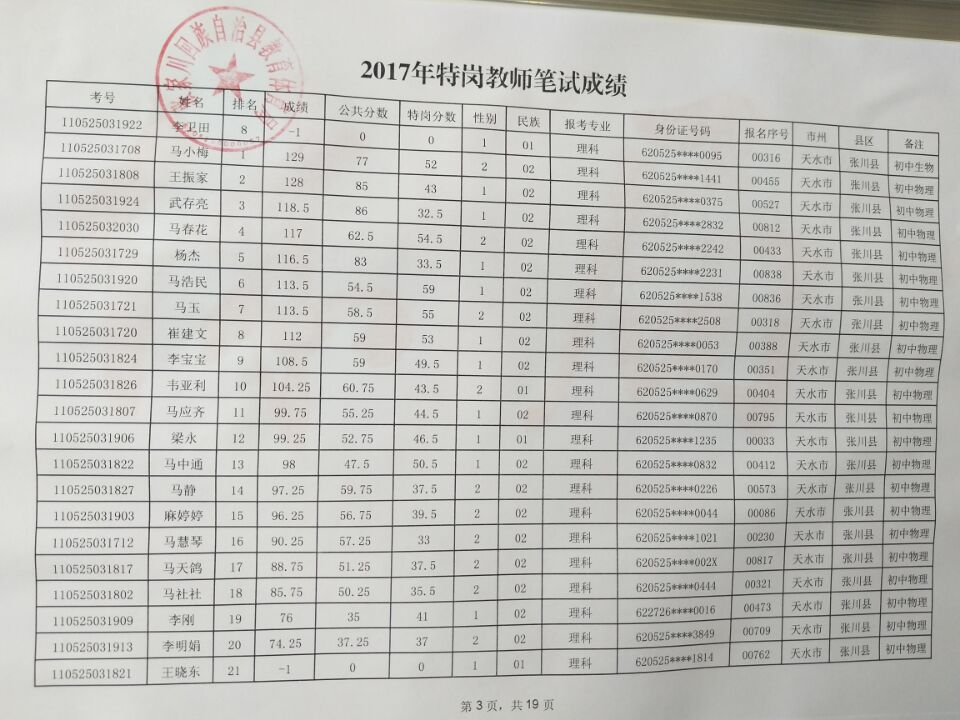 家川回族自治县教育体育局
2017年特岗教师笔试成绩
考号 姓名 排名 成绩 公共分数 特岗分数 性别 民族 报考专业 身份证号码 报名序号 市州 县区 备注
110525031922 李卫田 8 -1 0 0 1 01 理科 620525****0095 00316 天水市 张川县 初中生物
110525031708 马小梅 1 129 77 52 2 02 理科 620525****1441 00455 天水市 张川县 初中物理
110525031808 王振家 2 128 85 43 1 02 理科 620525****0375 00527 天水市 张川县 初中物理
110525031924 武存亮 3 118.5 86 32.5 1 02 理科 620525****2832 00812 天水市 张川县 初中物理
110525032030 马春花 4 117 62.5 54.5 2 02 理科 620525****2242 00433 天水市 张川县 初中物理
110525031729 杨杰 5 116.5 83 33.5 1 02 理科 620525****2231 00838 天水市 张川县 初中物理
110525031920 马浩民 6 113.5 54.5 59 1 02 理科 620525****1538 00836 天水市 张川县 初中物理
110525031721 马玉 7 113.5 58.5 55 2 02 理科 620525****2508 00318 天水市 张川县 初中物理
110525031720 崔建文 8 112 59 53 1 02 理科 620525****0053 00388 天水市 张川县 初中物理
110525031824 李宝宝 9 108.5 59 49.5 1 02 理科 620525****0170 00351 天水市 张川县 初中物理
110525031826 韦亚利 10 104.25 60.75 43.5 2 01 理科 620525****0629 00404 天水市 张川县 初中物理
110525031807 马应齐 11 99.75 55.25 44.5 1 02 理科 620525****0870 00795 天水市 张川县 初中物理
110525031906 梁永 12 99.25 52.75 46.5 1 01 理科 620525****1235 00033 天水市 张川县 初中物理
110525031822 马中通 13 98 47.5 50.5 1 02 理科 620525****0832 00412 天水市 张川县 初中物理
110525031827 马静 14 97.25 59.75 37.5 2 02 理科 620525****0226 00573 天水市 张川县 初中物理
110525031903 麻婷婷 15 96.25 56.75 39.5 2 02 理科 620525****0044 00086 天水市 张川县 初中物理
110525031712 马慧琴 16 90.25 57.25 33 2 02 理科 620525****1021 00230 天水市 张川县 初中物理
110525031817 马天鸽 17 88.75 51.25 37.5 2 02 理科 620525****002X 00817 天水市 张川县 初中物理
110525031802 马社社 18 85.75 50.25 35.5 2 02 理科 620525****0444 00321 天水市 张川县 初中物理
110525031909 李刚 19 76 35 41 1 02 理科 622726****0016 00473 天水市 张川县 初中物理
110525031913 李明娟 20 74.25 37.25 37 2 02 理科 620525****3849 00709 天水市 张川县 初中物理
110525031821 王晓东 21 -1 0 0 1 01 理科 620525****1814 00762 天水市 张川县 初中物理
第 3 页，共 19 页